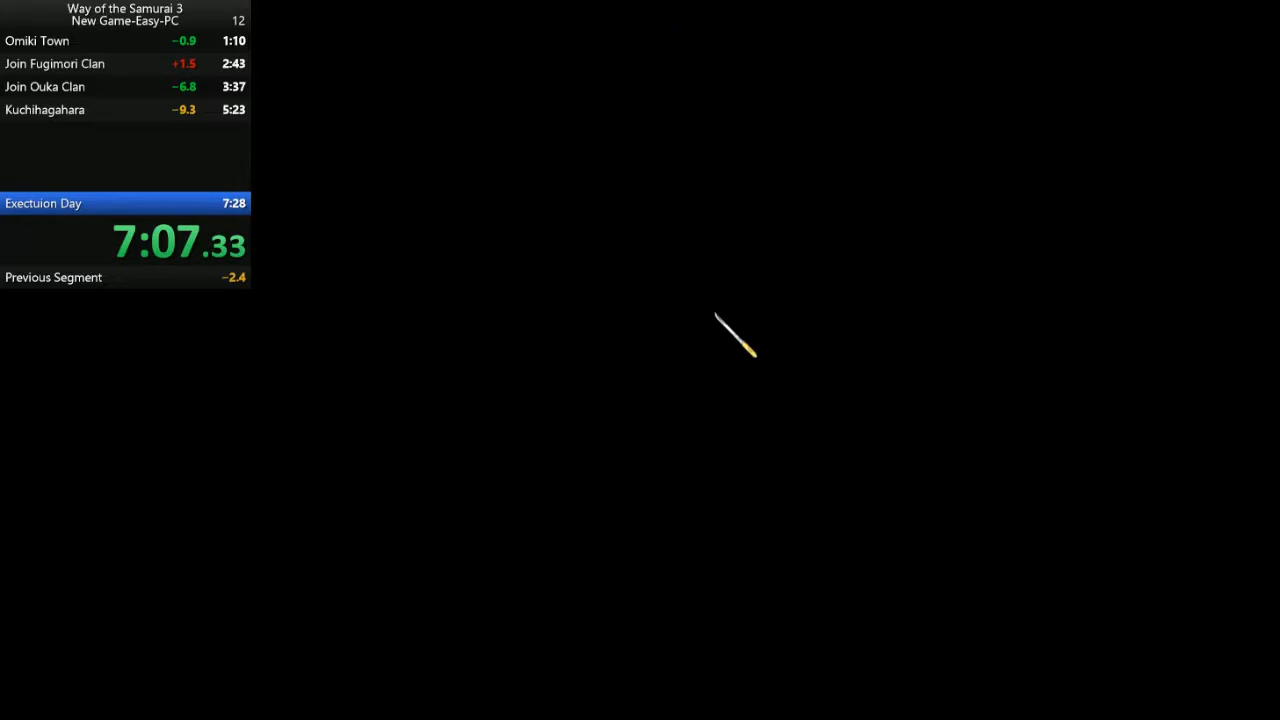 Way of the Samurai 3
New Game-Easy-PC 12
Omiki Town −0.9 1:10
Join Fugimori Clan +1.5 2:43
Join Ouka Clan −6.8 3:37
Kuchihagahara −9.3 5:23
Exectuion Day 7:28
7:07.33
Previous Segment −2.4